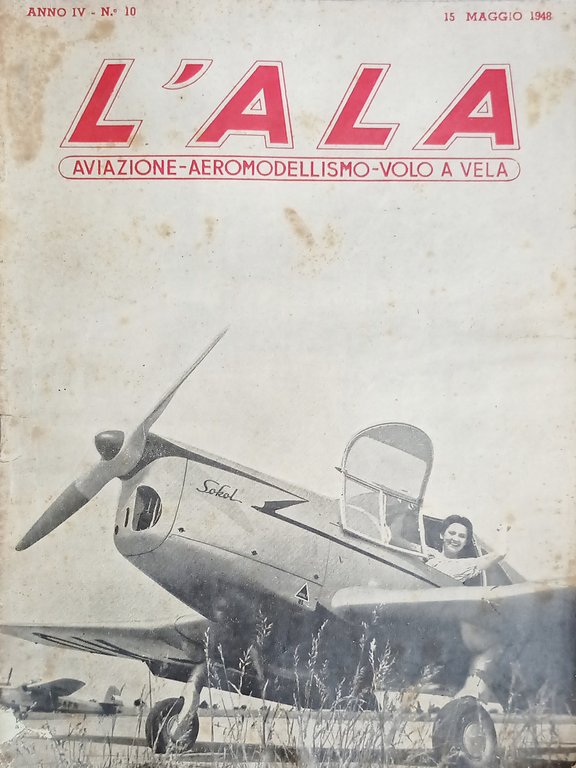 ANNO IV - N.º 10
15 MAGGIO 1948
L'ALA
AVIAZIONE-AEROMODELLISMO-VOLO A VELA
Sokol